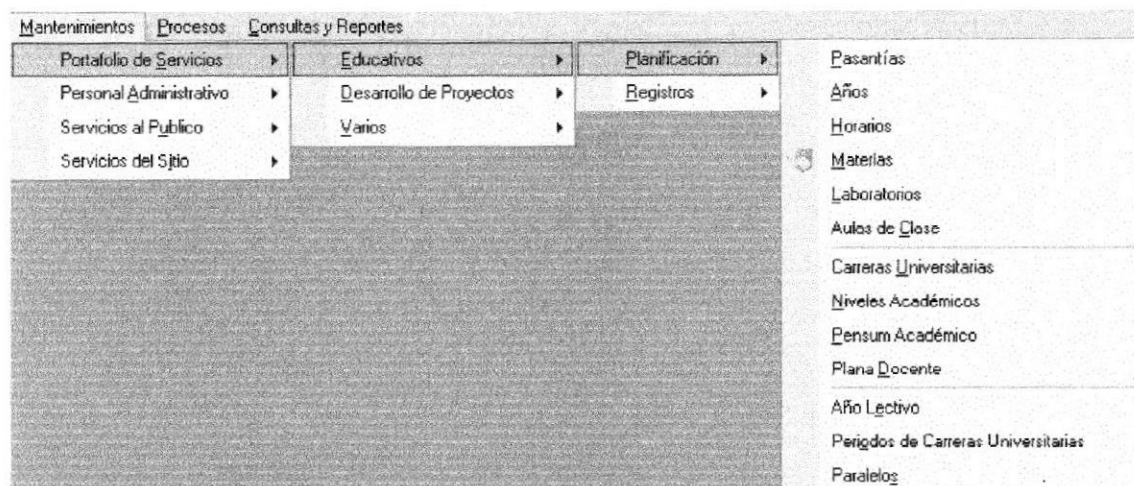 Mantenimientos Procesos Consultas y Reportes
Portafolio de Servicios
Personal Administrativo
Servicios al Publico
Servicios del Sitio
Educativos
Desarrollo de Proyectos
Varios
Planificación
Registros
Pasantías
Años
Horarios
Materias
Laboratorios
Aulas de Clase
Carreras Universitarias
Niveles Académicos
Pensum Académico
Plana Docente
Año Lectivo
Periodos de Carreras Universitarias
Paralelos